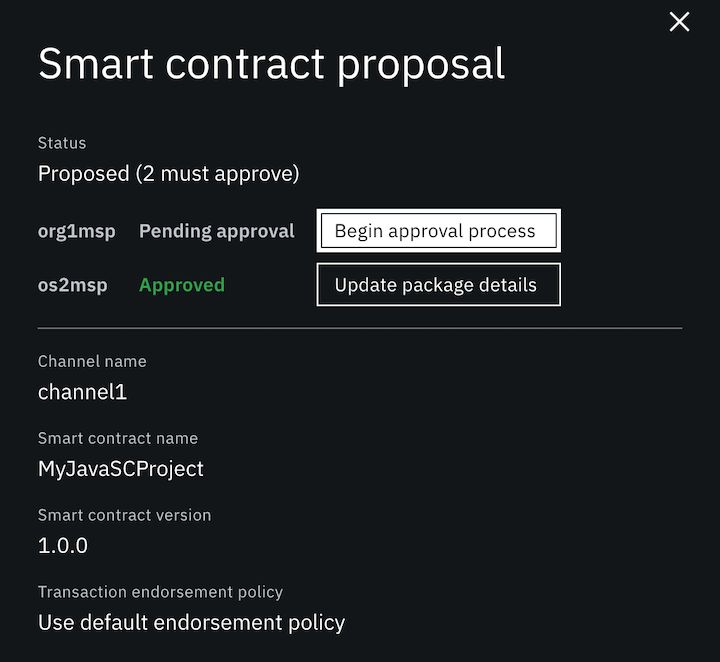 Smart contract proposal
Status
Proposed (2 must approve)
org1msp Pending approval Begin approval process
os2msp Approved Update package details
Channel name
channel1
Smart contract name
MyJavaSCProject
Smart contract version
1.0.0
Transaction endorsement policy
Use default endorsement policy